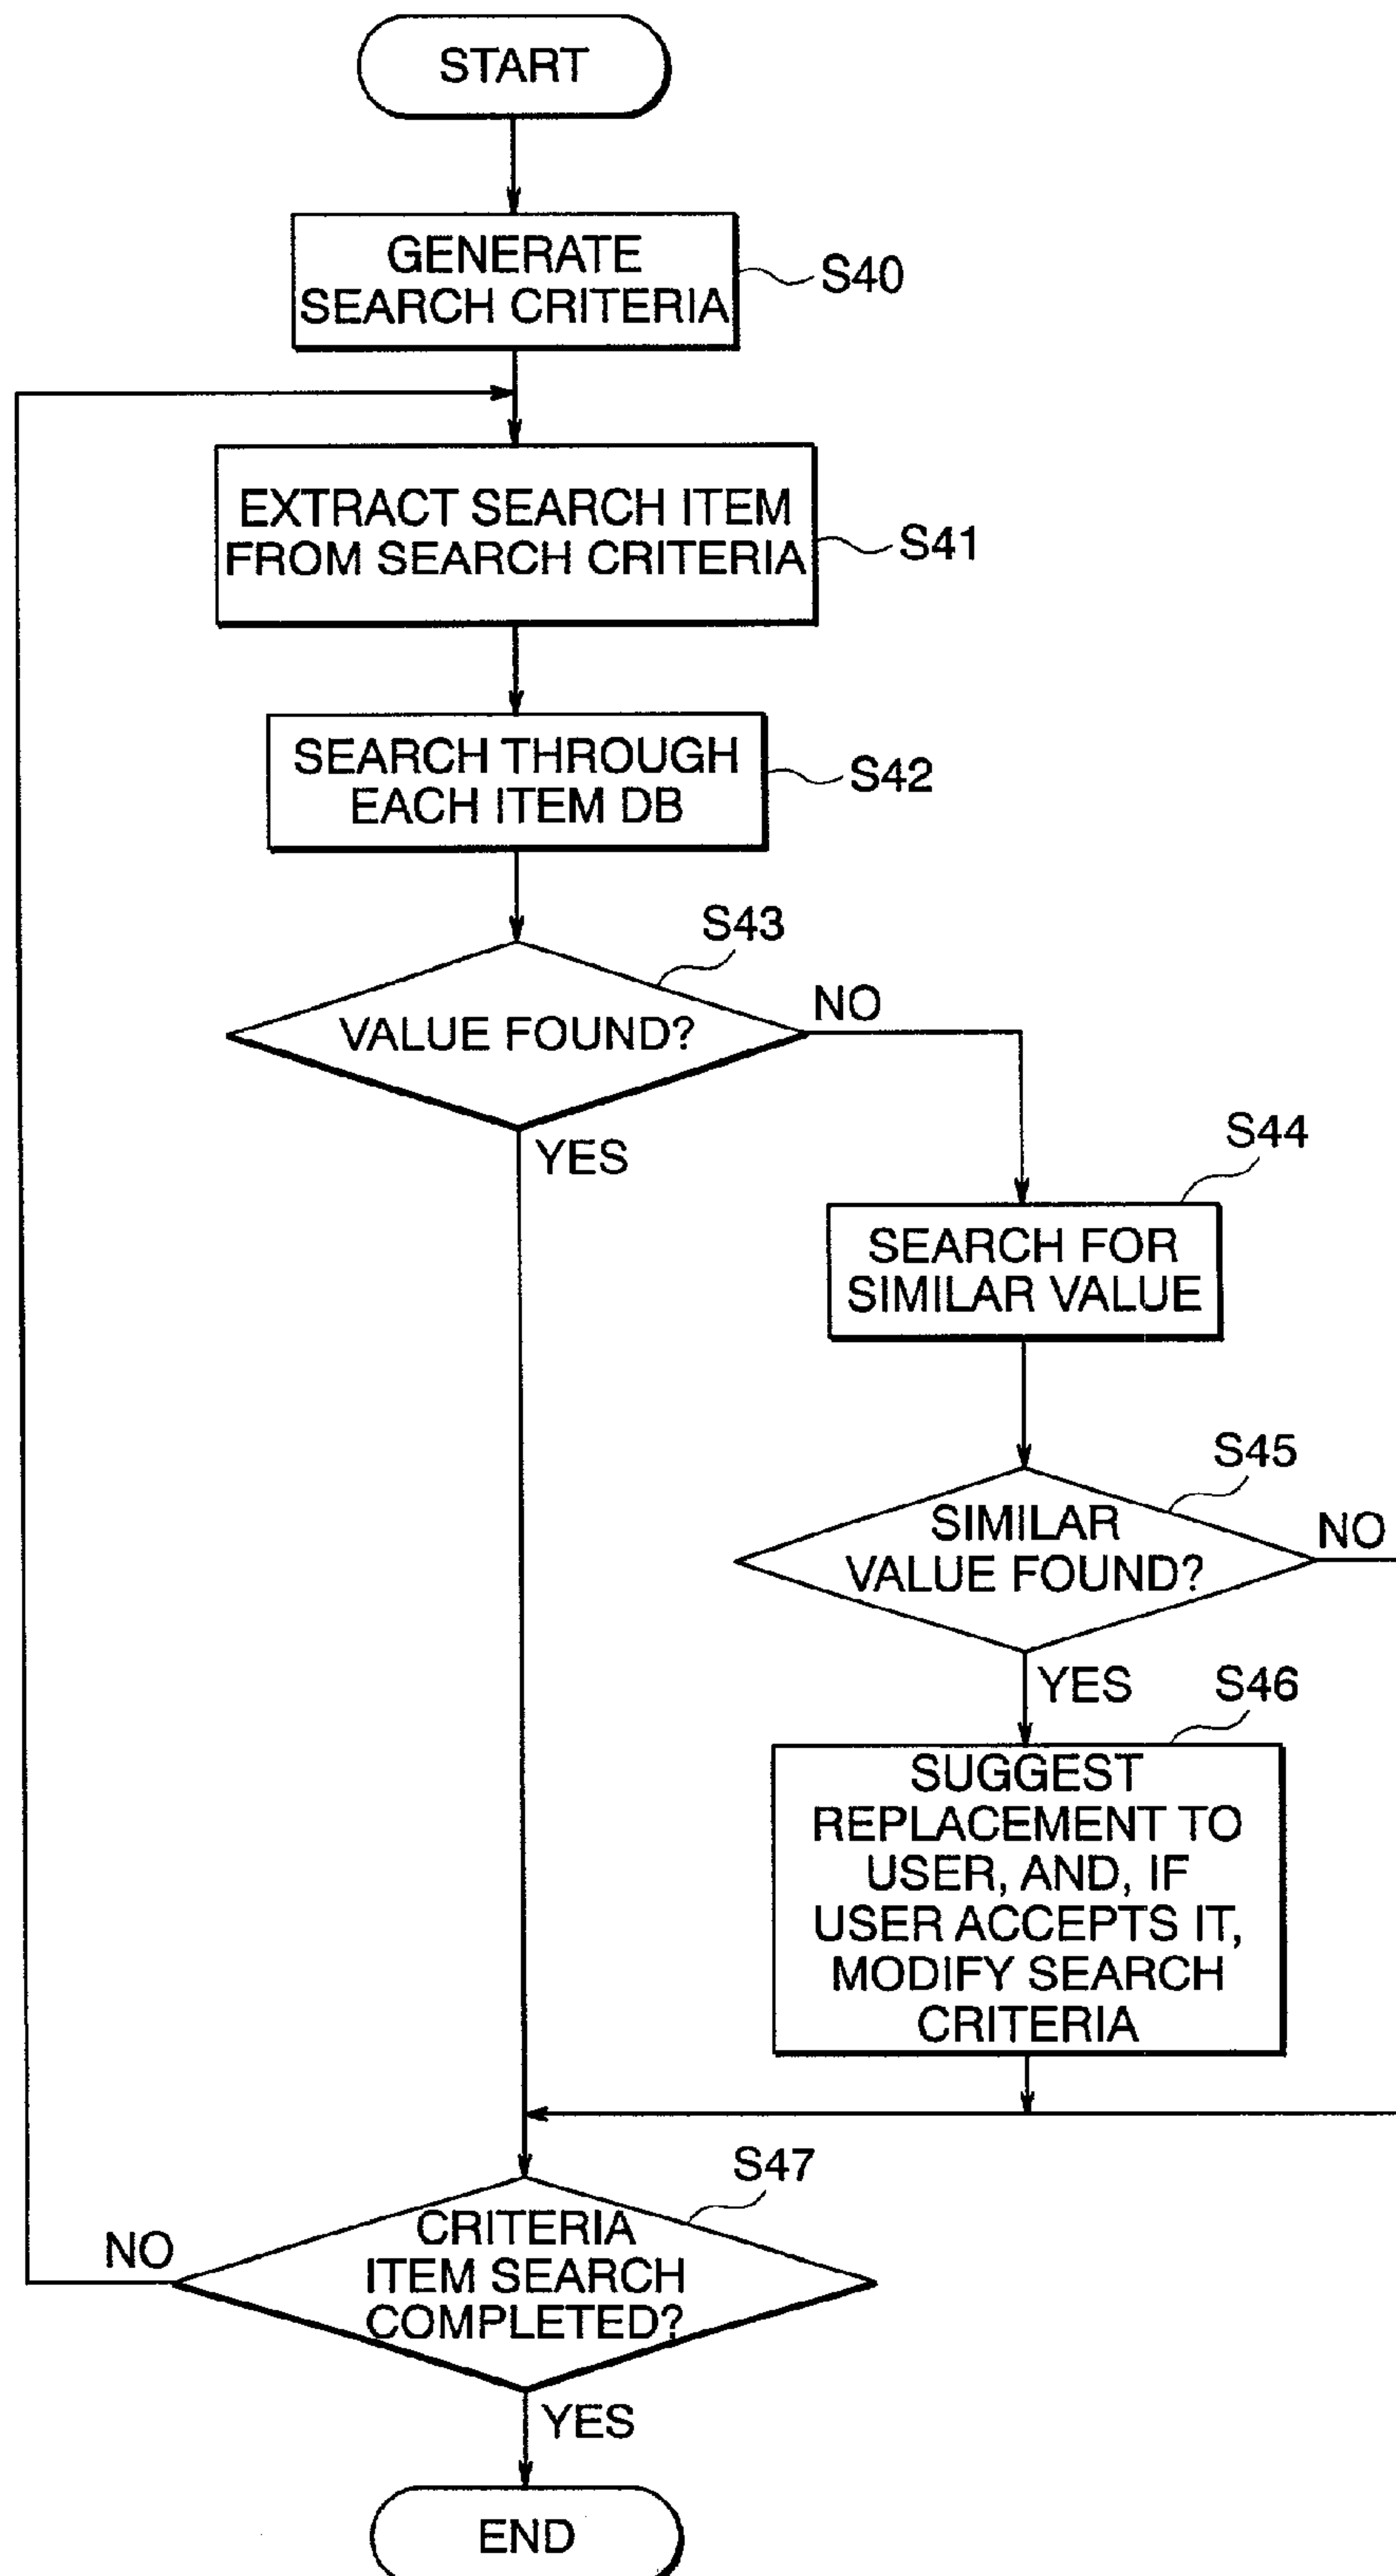 START
GENERATE
SEARCH CRITERIA
S40
EXTRACT SEARCH ITEM
FROM SEARCH CRITERIA
S41
SEARCH THROUGH
EACH ITEM DB
S42
S43
VALUE FOUND?
NO
YES
S44
SEARCH FOR
SIMILAR VALUE
S45
SIMILAR
VALUE FOUND?
NO
YES
S46
SUGGEST
REPLACEMENT TO
USER, AND, IF
USER ACCEPTS IT,
MODIFY SEARCH
CRITERIA
S47
CRITERIA
ITEM SEARCH
COMPLETED?
NO
YES
END